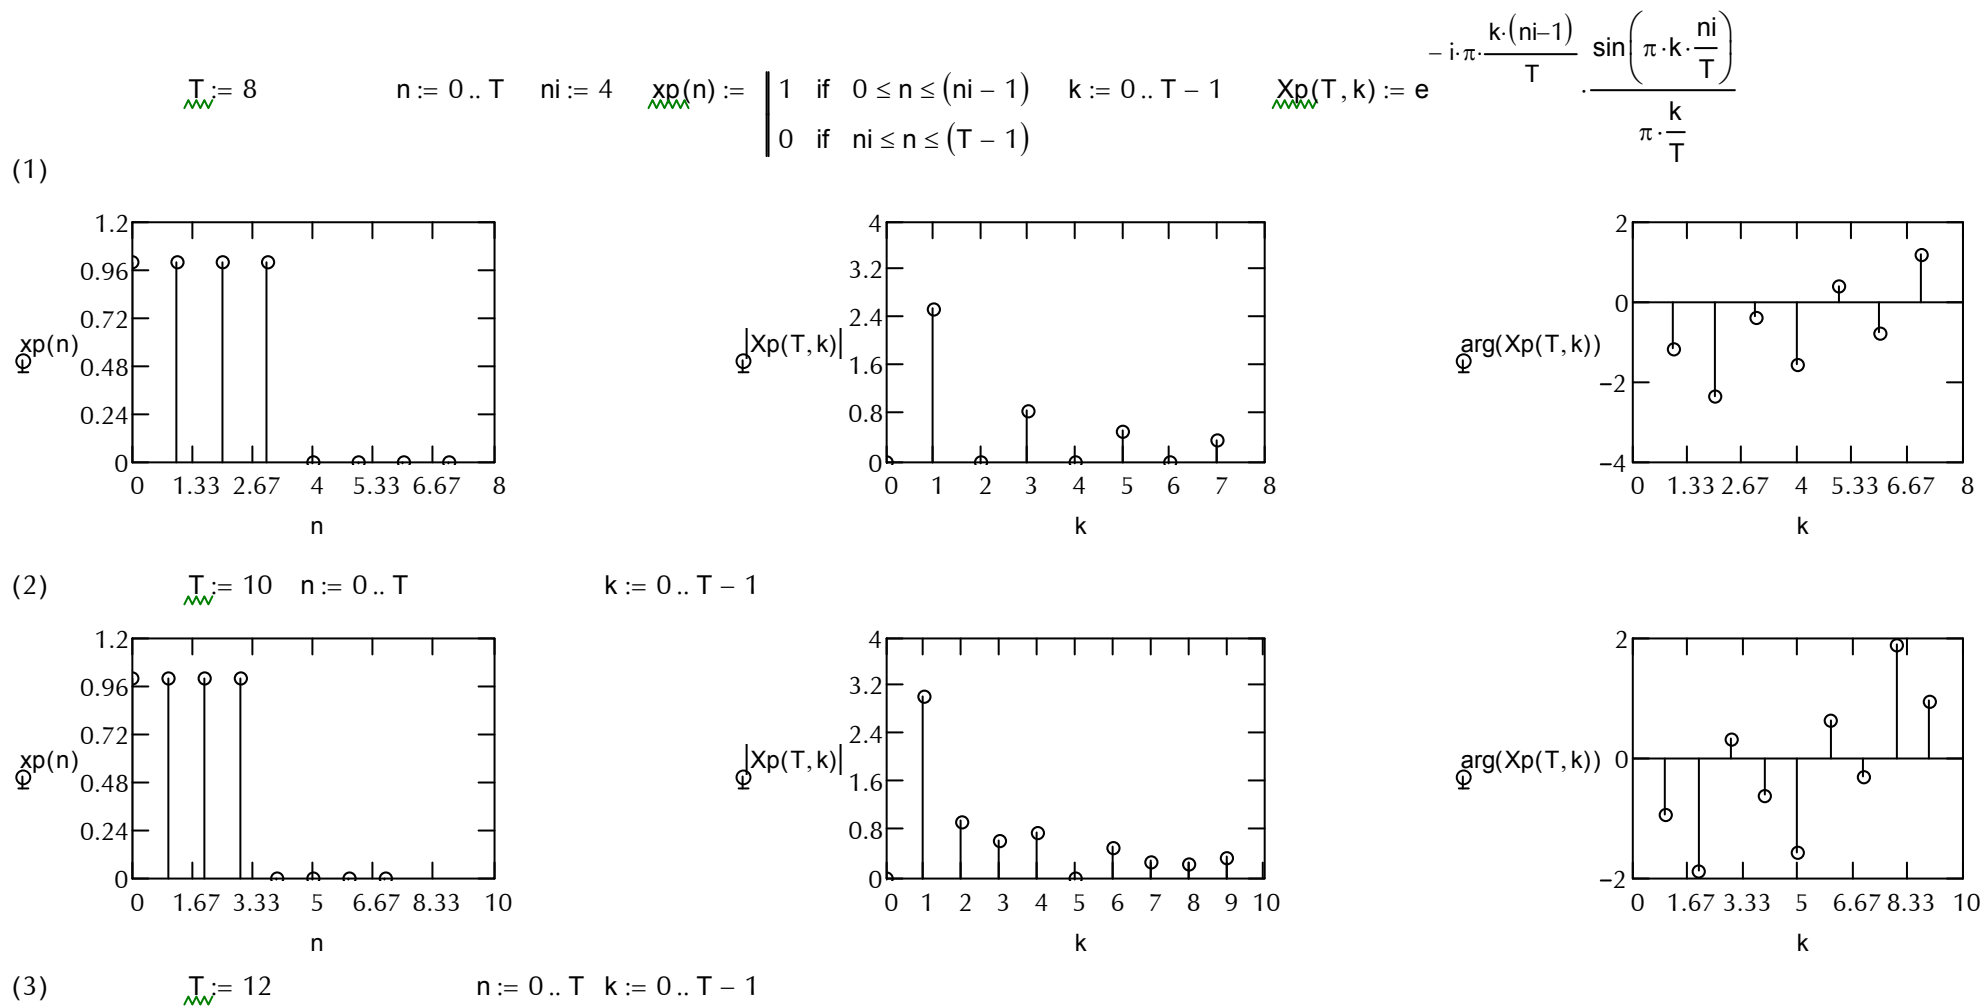 T := 8 n := 0 .. T ni := 4 xp(n) := | 1 if 0 ≤ n ≤ (ni − 1) k := 0 .. T − 1 Xp(T, k) := e^(− i·π·k·(ni−1)/T) · sin(π·k·ni/T) / (π·k/T)
0 if ni ≤ n ≤ (T − 1)
(1)
1.2
0.96
0.72
0.48
0.24
0
xp(n)
0 1.33 2.67 4 5.33 6.67 8
n
4
3.2
2.4
1.6
0.8
0
|Xp(T, k)|
0 1 2 3 4 5 6 7 8
k
2
0
−2
−4
arg(Xp(T, k))
0 1.33 2.67 4 5.33 6.67 8
k
(2) T := 10 n := 0 .. T k := 0 .. T − 1
1.2
0.96
0.72
0.48
0.24
0
xp(n)
0 1.67 3.33 5 6.67 8.33 10
n
4
3.2
2.4
1.6
0.8
0
|Xp(T, k)|
0 1 2 3 4 5 6 7 8 9 10
k
2
0
−2
arg(Xp(T, k))
0 1.67 3.33 5 6.67 8.33 10
k
(3) T := 12 n := 0 .. T k := 0 .. T − 1